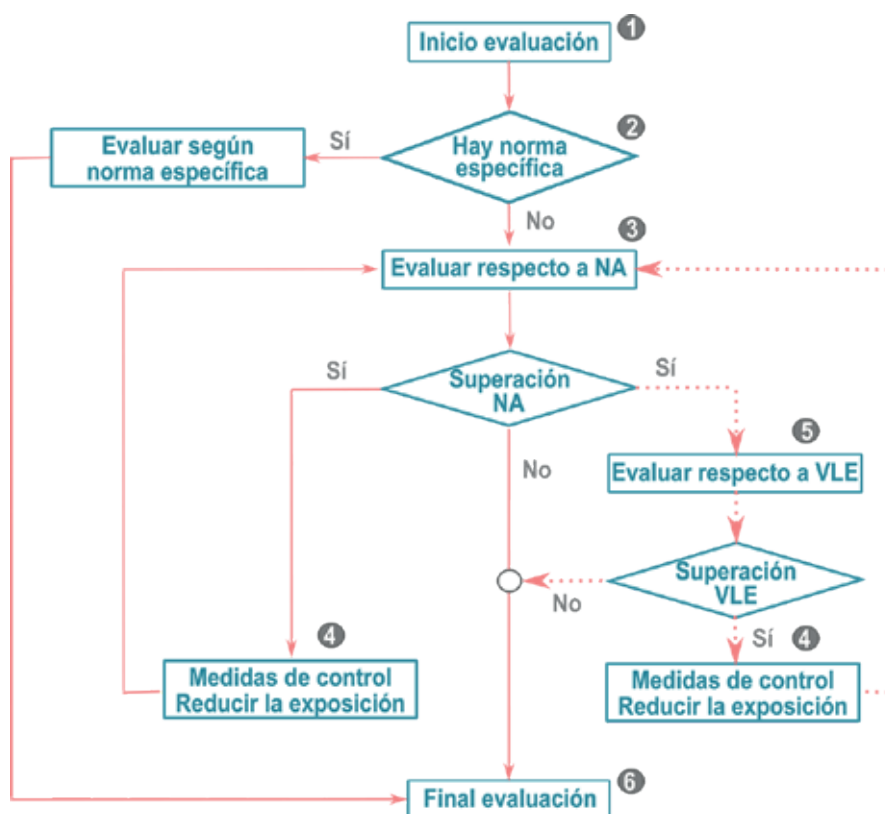 Inicio evaluación
1
2
Sí
Hay norma
específica
Evaluar según
norma específica
No
3
Evaluar respecto a NA
Sí
Superación
NA
Sí
5
No
Evaluar respecto a VLE
Superación
VLE
No
4
Sí
4
Medidas de control
Reducir la exposición
Medidas de control
Reducir la exposición
6
Final evaluación